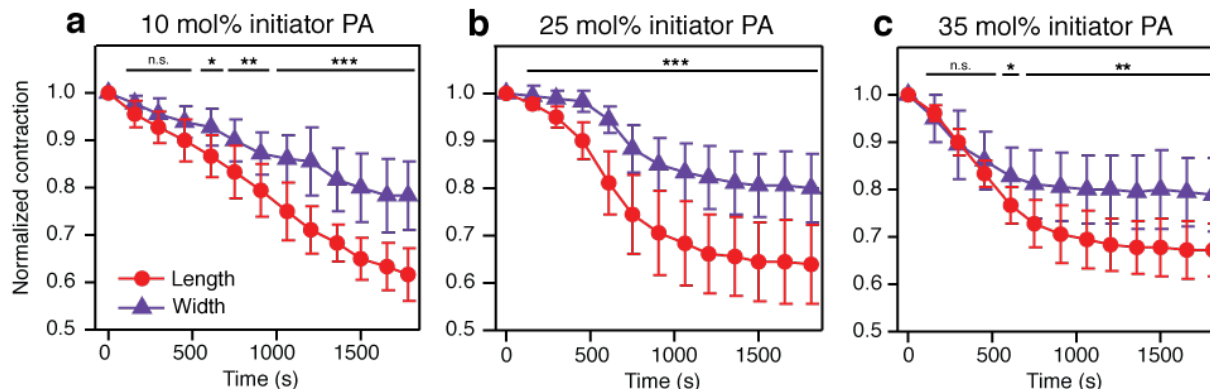 a 10 mol% initiator PA
b 25 mol% initiator PA
c 35 mol% initiator PA
n.s. * ** ***
***
n.s. * **
Normalized contraction
1.0
0.9
0.8
0.7
0.6
0.5
1.0
0.9
0.8
0.7
0.6
0.5
1.0
0.9
0.8
0.7
0.6
0.5
Length
Width
0 500 1000 1500
0 500 1000 1500
0 500 1000 1500
Time (s)
Time (s)
Time (s)